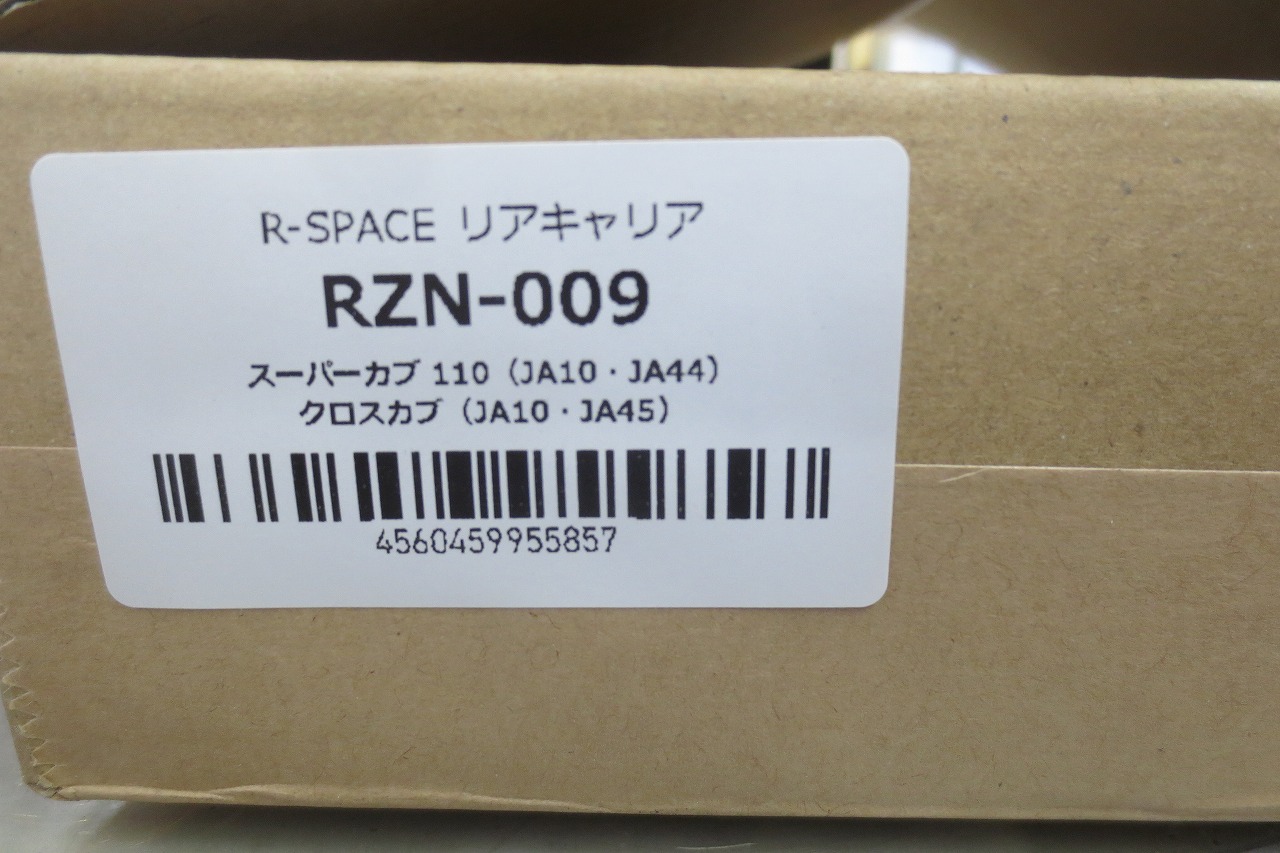 R-SPACE リアキャリア
RZN-009
スーパーカブ 110（JA10・JA44）
クロスカブ（JA10・JA45）
4560459955857